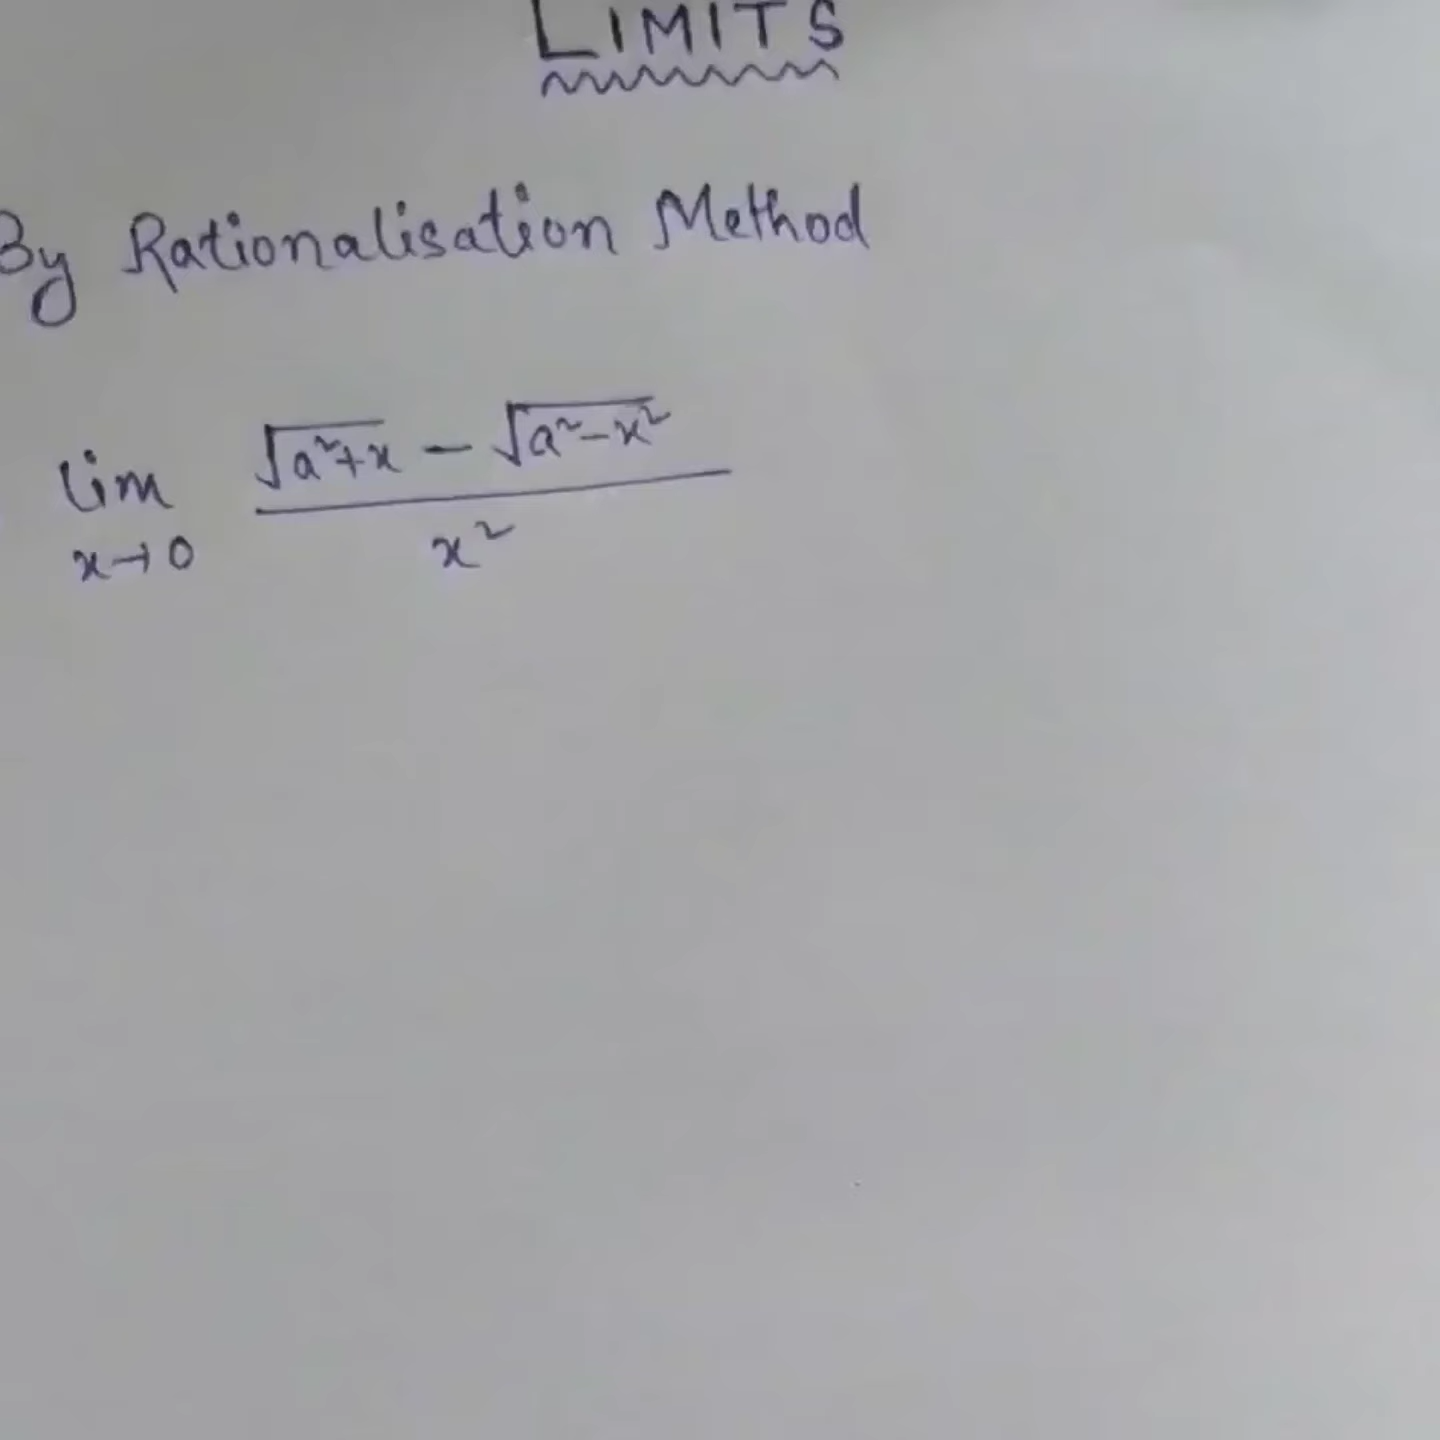 LIMITS
By Rationalisation Method
lim x→0 (√(a²+x) − √(a²−x²)) / x²